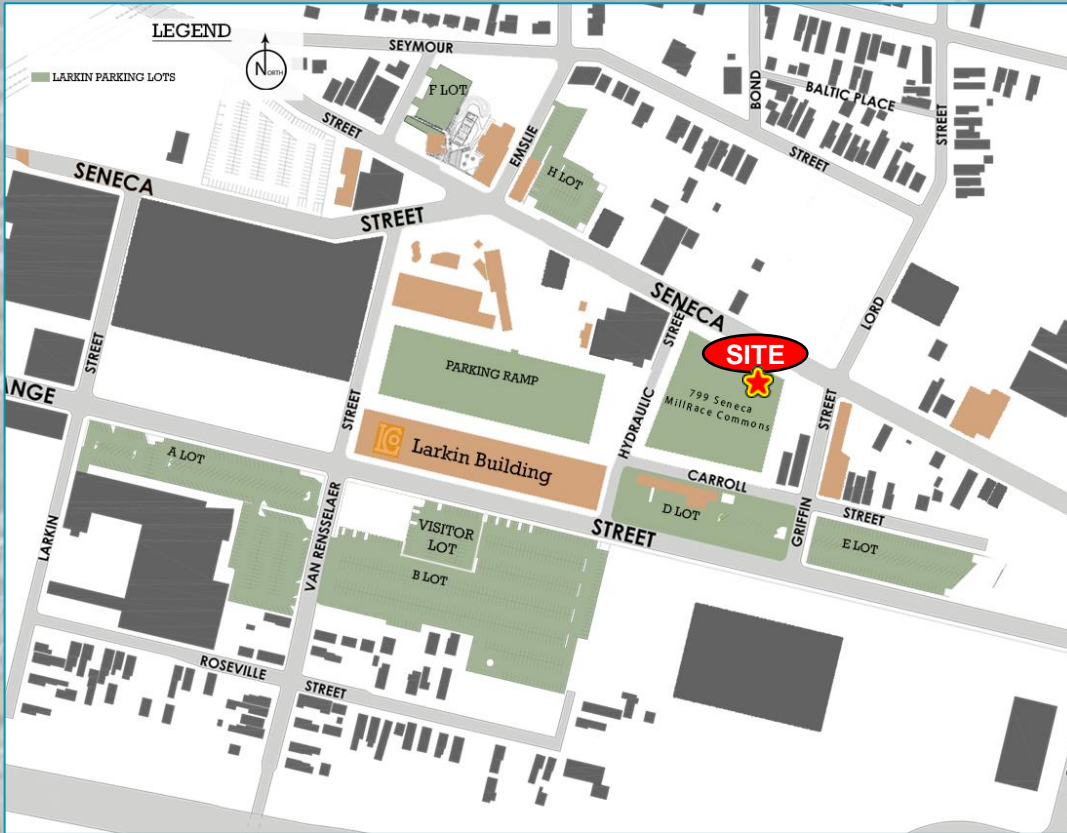 LEGEND
NORTH
LARKIN PARKING LOTS
SEYMOUR
STREET
F LOT
EMSLIE
H LOT
BOND
BALTIC PLACE
STREET
STREET
SENECA
STREET
SENECA
STREET
HYDRAULIC
LORD
STREET
SITE
799 Seneca
MillRace Commons
PARKING RAMP
Larkin Building
STREET
ANGE
STREET
LARKIN
A LOT
VAN RENSSELAER
STREET
VISITOR
LOT
B LOT
CARROLL
STREET
D LOT
GRIFFIN
STREET
E LOT
ROSEVILLE
STREET